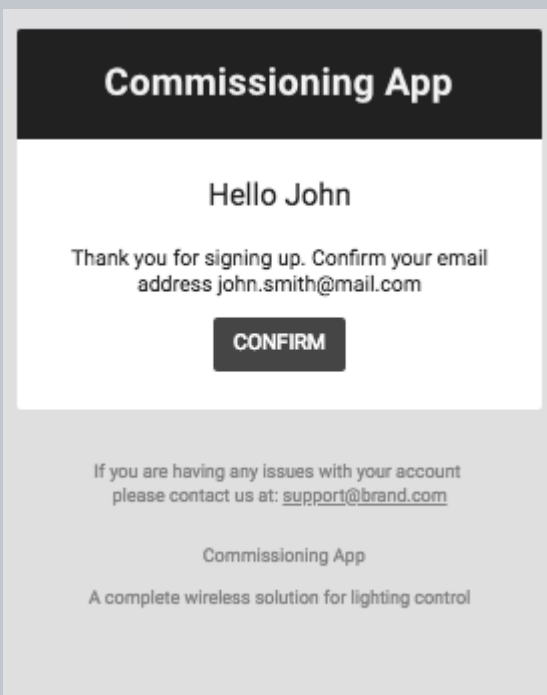 Commissioning App
Hello John
Thank you for signing up. Confirm your email
address john.smith@mail.com
CONFIRM
If you are having any issues with your account
please contact us at: support@brand.com
Commissioning App
A complete wireless solution for lighting control